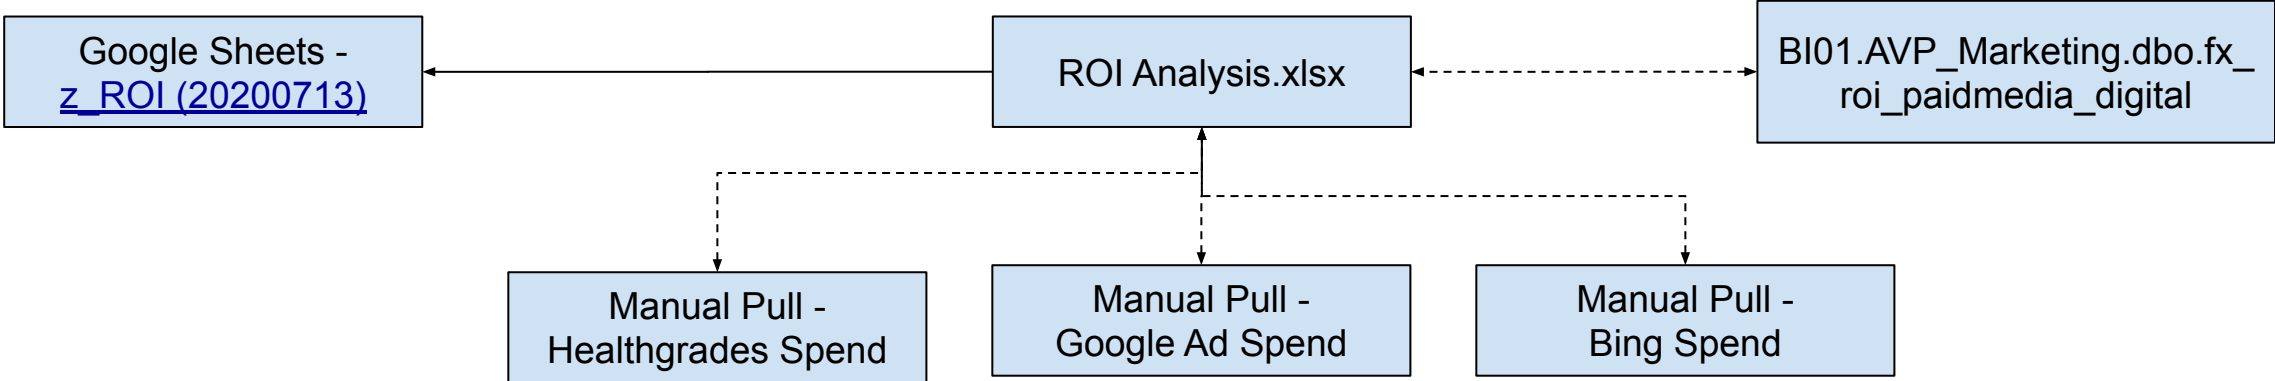 Google Sheets -
z_ROI (20200713)
ROI Analysis.xlsx
BI01.AVP_Marketing.dbo.fx_
roi_paidmedia_digital
Manual Pull -
Healthgrades Spend
Manual Pull -
Google Ad Spend
Manual Pull -
Bing Spend